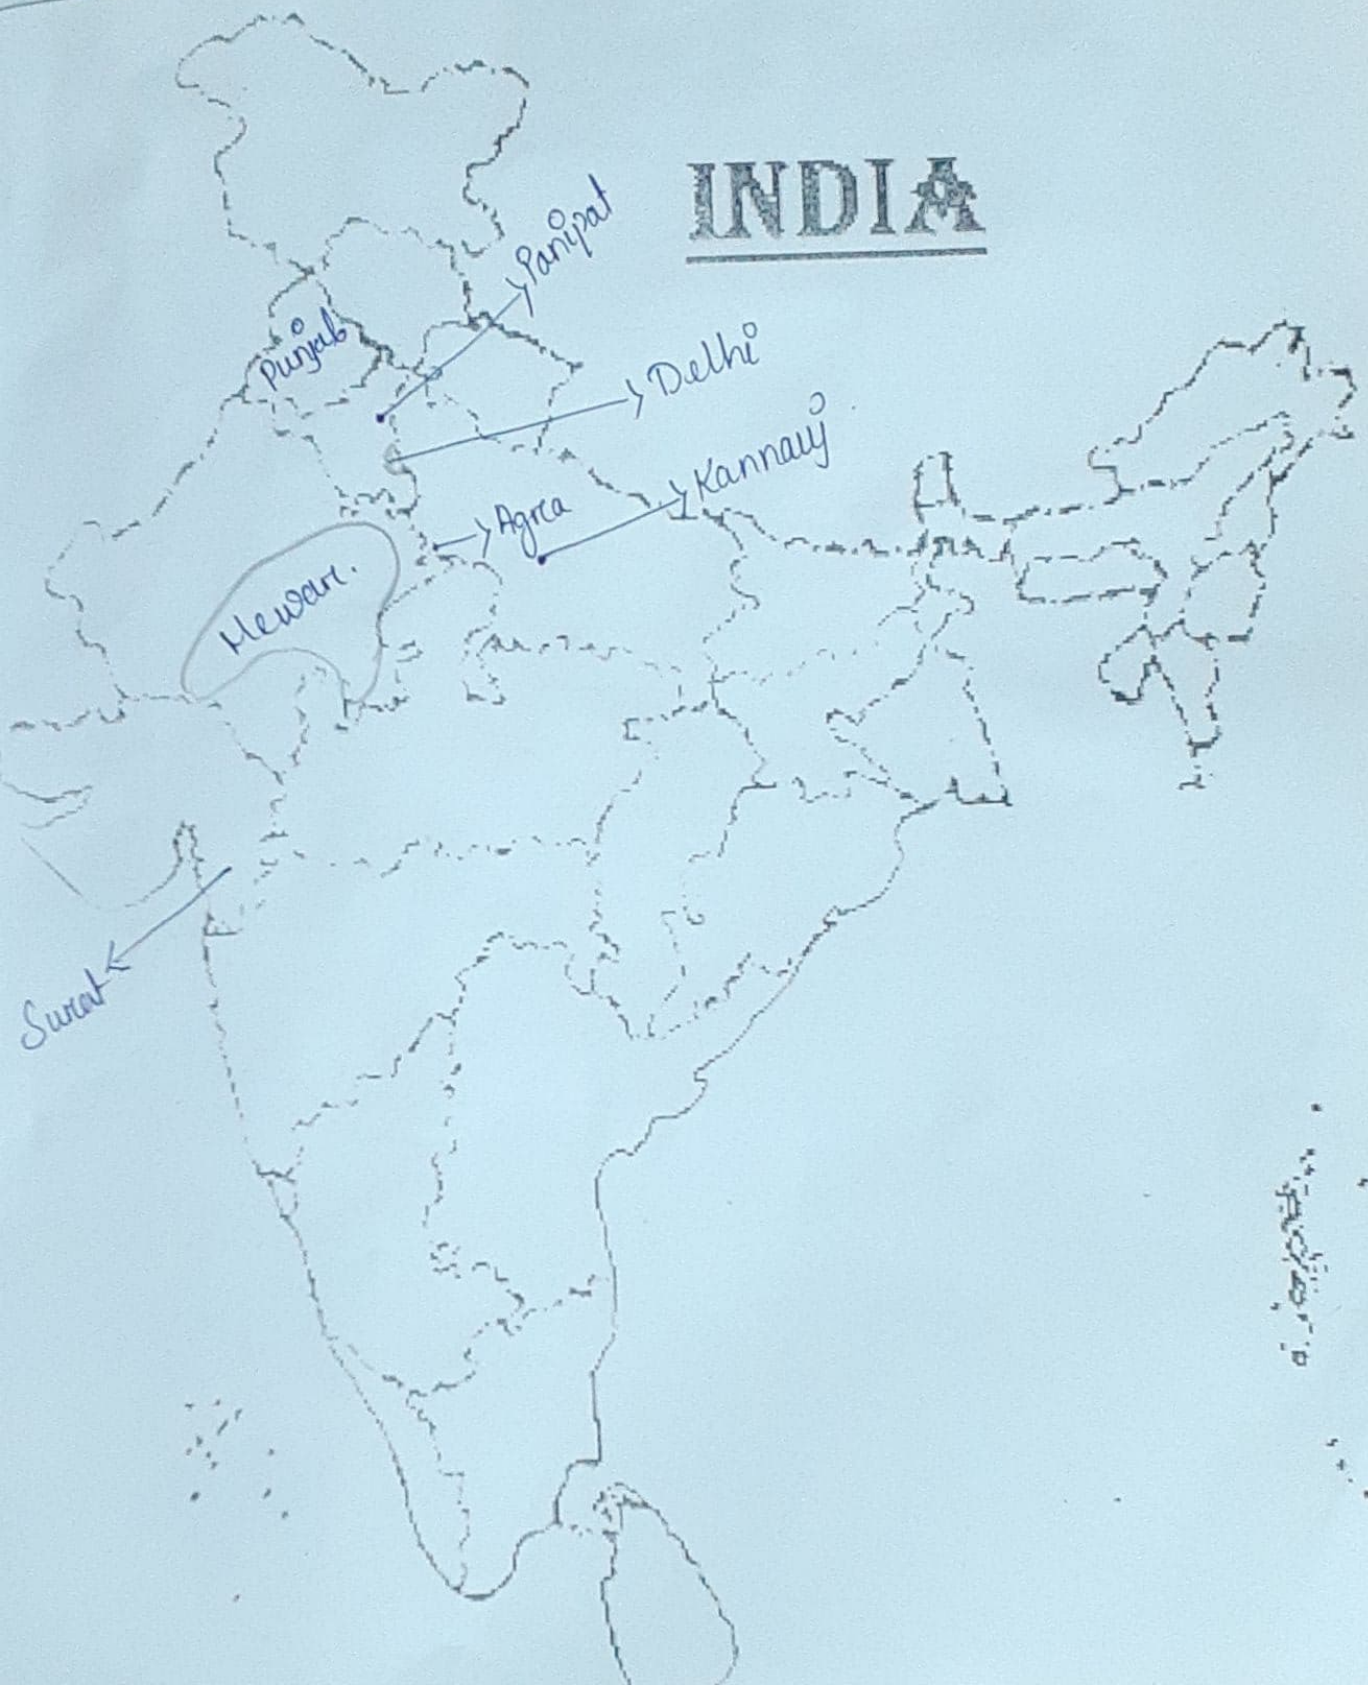 INDIA
Panipat
Punjab
Delhi
Kannauj
Agra
Mewar.
Surat